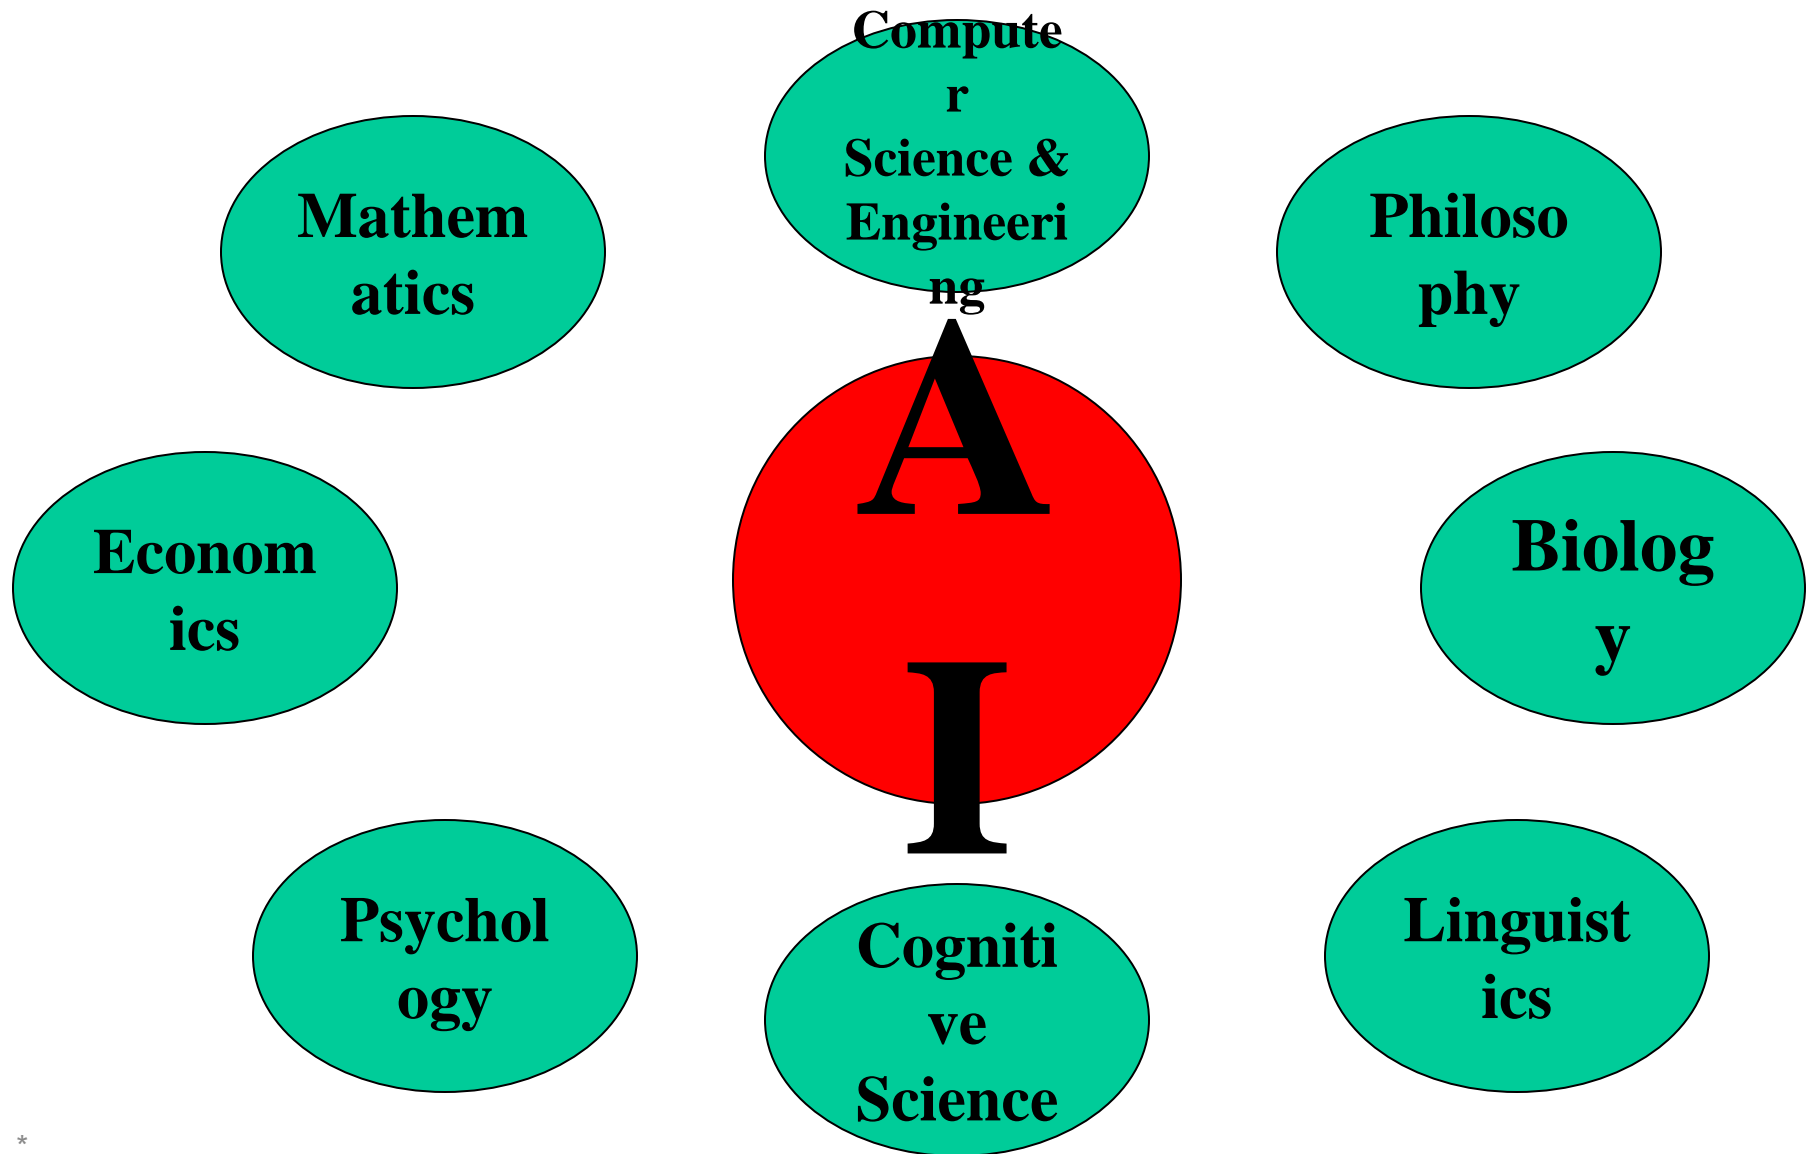 Compute
r
Science &
Engineeri
ng
Mathem
atics
Philoso
phy
A
I
Econom
ics
Biolog
y
Psychol
ogy
Cogniti
ve
Science
Linguist
ics
*